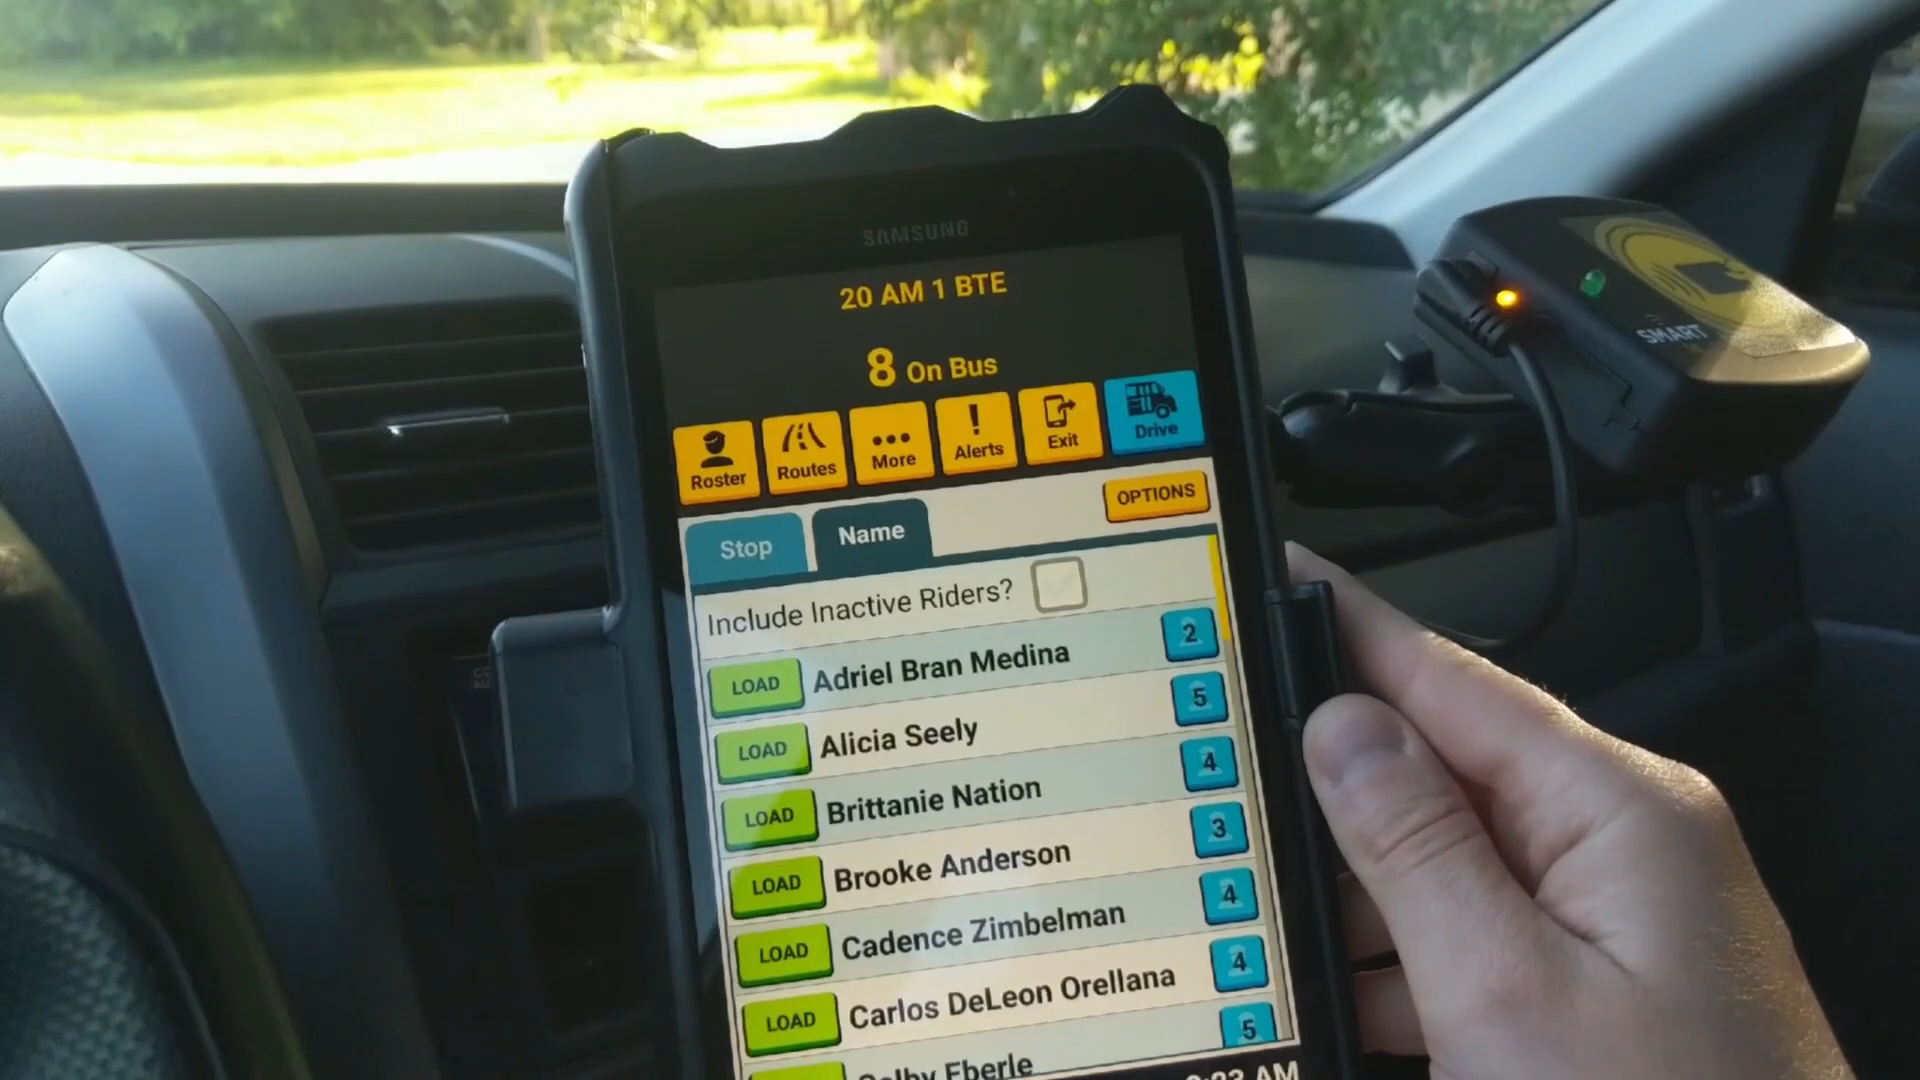 SAMSUNG
20 AM 1 BTE
8 On Bus
Roster Routes More Alerts Exit Drive
OPTIONS
Stop Name
Include Inactive Riders?
LOAD Adriel Bran Medina 2
LOAD Alicia Seely 5
LOAD Brittanie Nation 4
LOAD Brooke Anderson 3
LOAD Cadence Zimbelman 4
LOAD Carlos DeLeon Orellana 4
Eberle 5
AM
SMART